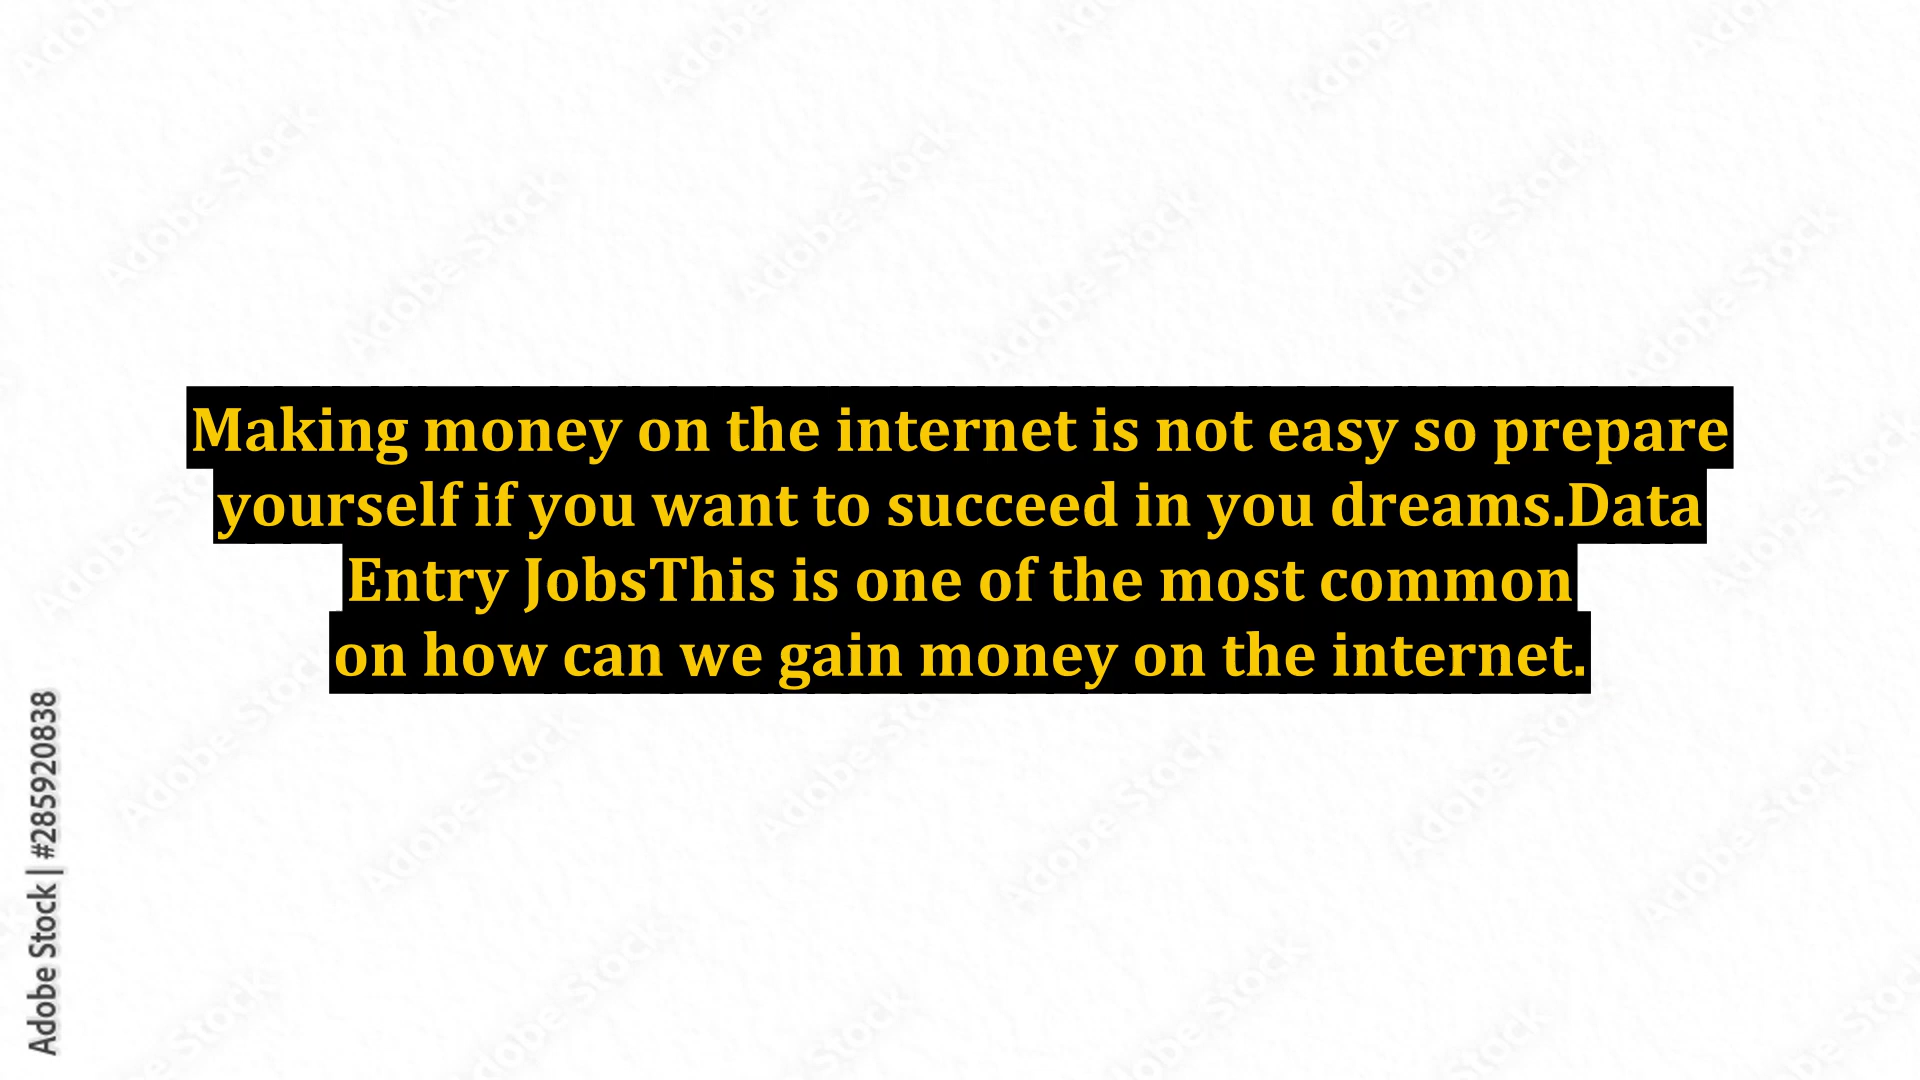 Making money on the internet is not easy so prepare
yourself if you want to succeed in you dreams.Data
Entry JobsThis is one of the most common
on how can we gain money on the internet.
Adobe Stock | #285920838